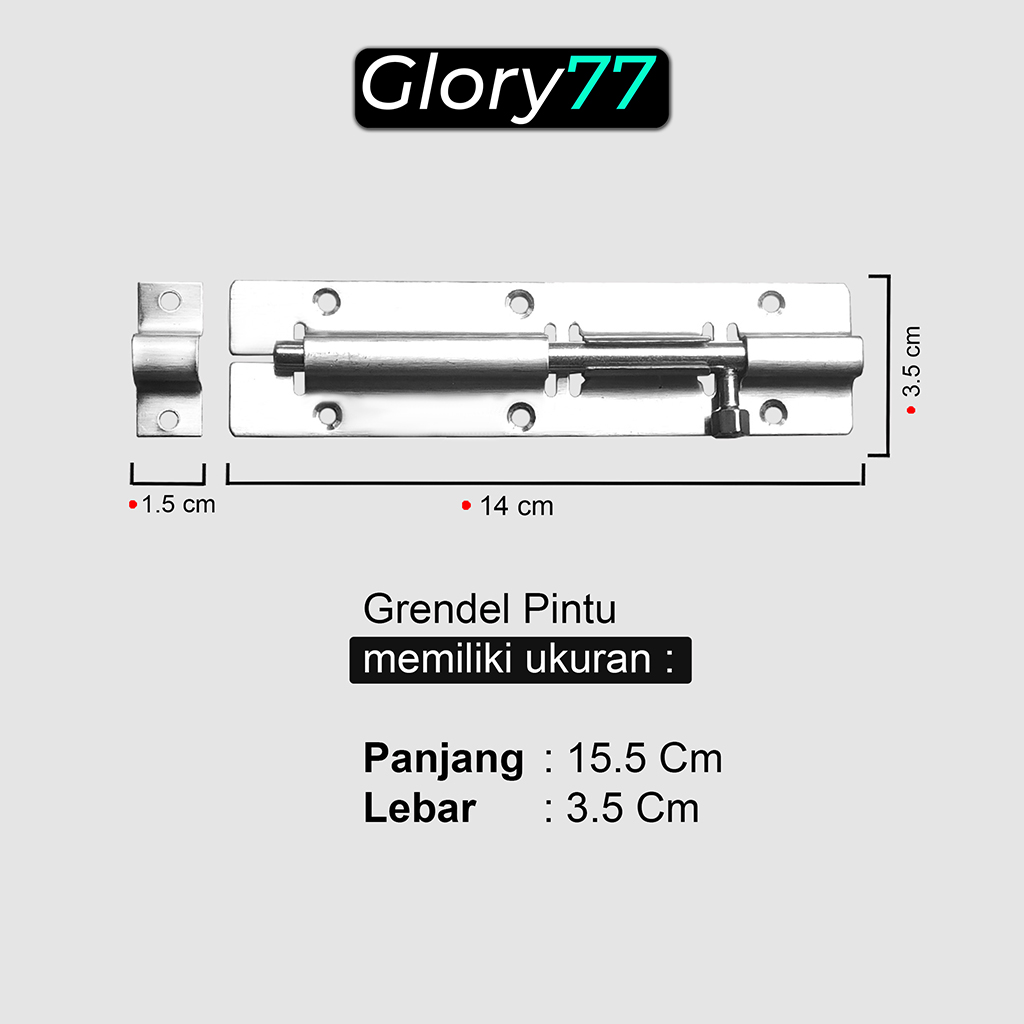 Glory77
• 3.5 cm
• 1.5 cm
• 14 cm
Grendel Pintu
memiliki ukuran :
Panjang : 15.5 Cm
Lebar : 3.5 Cm